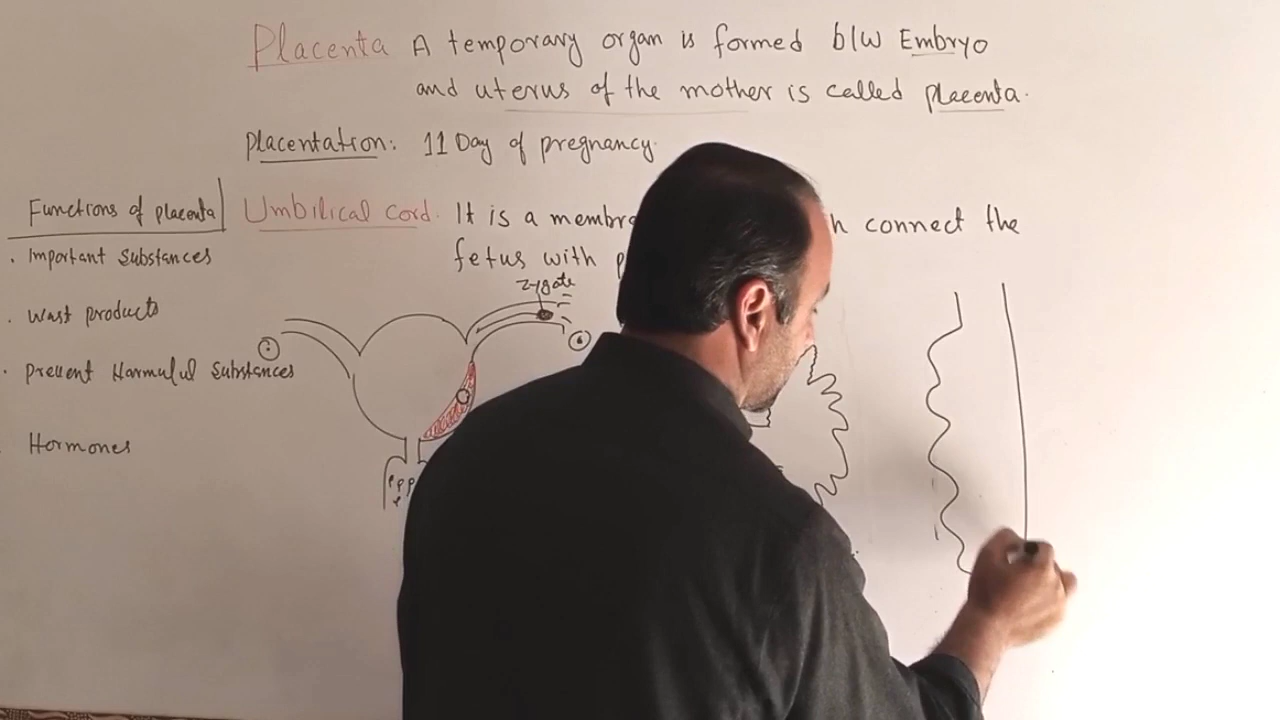 Placenta A temporary organ is formed b/w Embryo
and uterus of the mother is called placenta.
Placentation: 11 Day of pregnancy.
Functions of placenta
Umbilical cord. It is a connect the
fetus with
. Important Substances
. Wast products
. Prevent Harmuful Substances
Hormones
Zygote